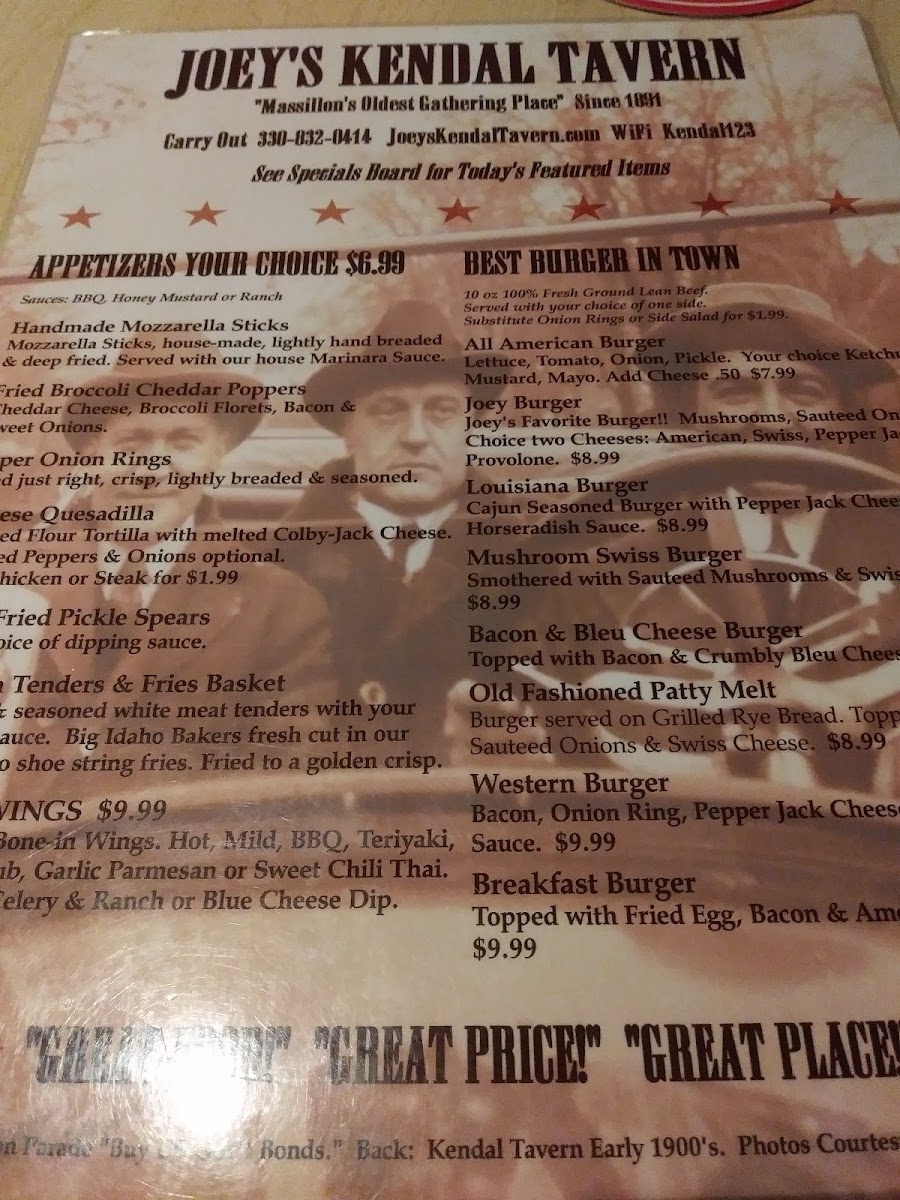 JOEY'S KENDAL TAVERN
"Massillon's Oldest Gathering Place" Since 1891
Carry Out 330-832-0414 JoeysKendalTavern.com WiFi Kendal123
See Specials Board for Today's Featured Items
APPETIZERS YOUR CHOICE $6.99
Sauces: BBQ, Honey Mustard or Ranch
Handmade Mozzarella Sticks
Mozzarella Sticks, house-made, lightly hand breaded
& deep fried. Served with our house Marinara Sauce.
Fried Broccoli Cheddar Poppers
Cheddar Cheese, Broccoli Florets, Bacon &
Sweet Onions.
Onion Rings
just right, crisp, lightly breaded & seasoned.
Quesadilla
Flour Tortilla with melted Colby-Jack Cheese.
Peppers & Onions optional.
Chicken or Steak for $1.99
Fried Pickle Spears
of dipping sauce.
Tenders & Fries Basket
& seasoned white meat tenders with your
Big Idaho Bakers fresh cut in our
shoe string fries. Fried to a golden crisp.
WINGS $9.99
Bone-in Wings. Hot, Mild, BBQ, Teriyaki,
Garlic Parmesan or Sweet Chili Thai.
Celery & Ranch or Blue Cheese Dip.
BEST BURGER IN TOWN
10 oz 100% Fresh Ground Lean Beef.
Served with your choice of one side.
Substitute Onion Rings or Side Salad for $1.99.
All American Burger
Lettuce, Tomato, Onion, Pickle. Your choice Ketchu
Mustard, Mayo. Add Cheese .50 $7.99
Joey Burger
Joey's Favorite Burger!! Mushrooms, Sauteed On
Choice two Cheeses: American, Swiss, Pepper Ja
Provolone. $8.99
Louisiana Burger
Cajun Seasoned Burger with Pepper Jack Chee
Horseradish Sauce. $8.99
Mushroom Swiss Burger
Smothered with Sauteed Mushrooms & Swis
$8.99
Bacon & Bleu Cheese Burger
Topped with Bacon & Crumbly Bleu Chees
Old Fashioned Patty Melt
Burger served on Grilled Rye Bread. Topp
Sauteed Onions & Swiss Cheese. $8.99
Western Burger
Bacon, Onion Ring, Pepper Jack Cheese
Sauce. $9.99
Breakfast Burger
Topped with Fried Egg, Bacon & Ame
$9.99
"GREAT "GREAT PRICE!" "GREAT PLACE!
Parade "Buy Bonds." Back: Kendal Tavern Early 1900's. Photos Courtes